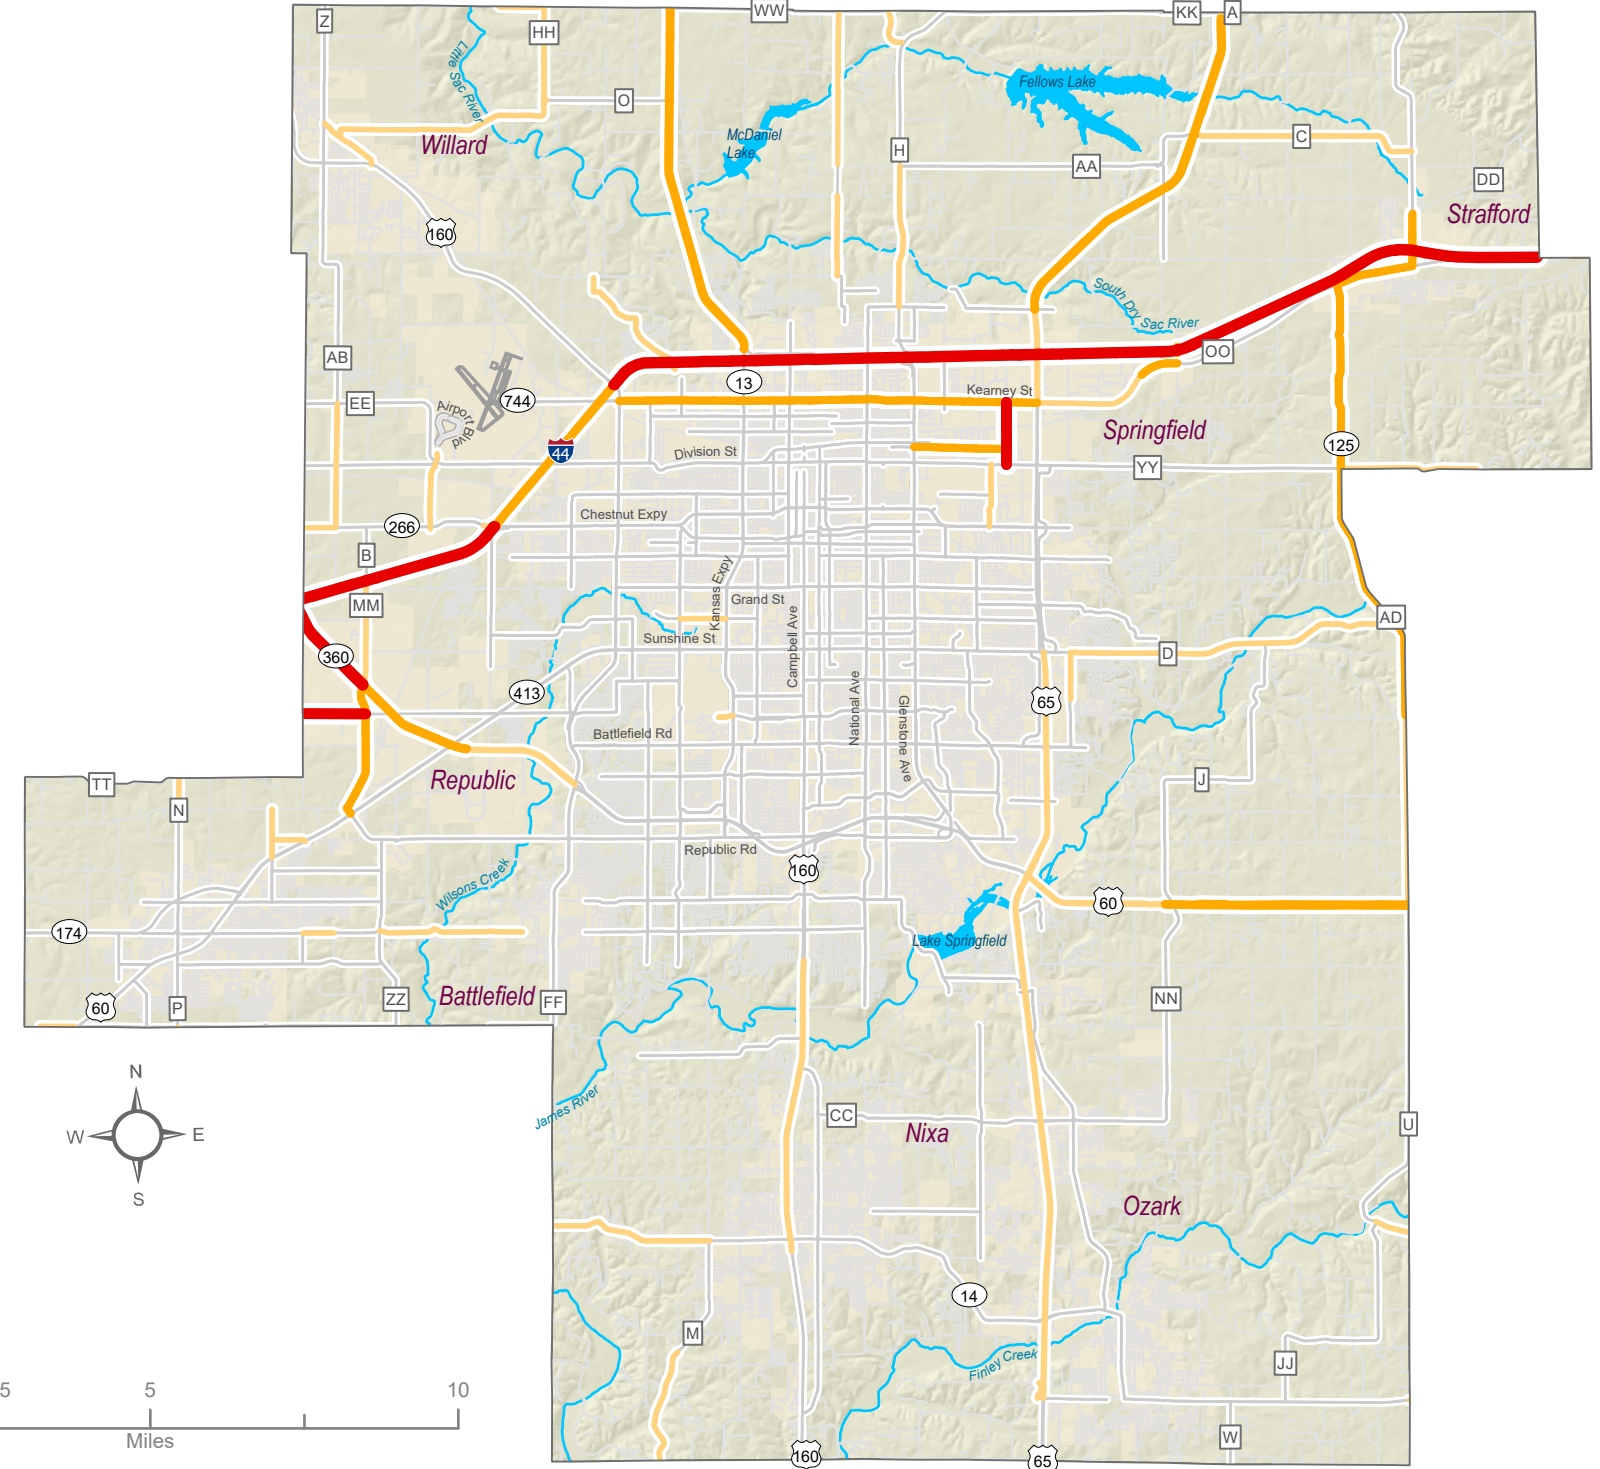 WW
KK
A
Z
HH
Little Sac River
O
Fellows Lake
McDaniel
Lake
Willard
H
C
AA
DD
Strafford
160
South Dry Sac River
AB
OO
13
Kearney St
EE
744
Airport Blvd
Springfield
44
Division St
125
YY
Chestnut Expy
266
B
Kansas Expy
MM
Grand St
Campbell Ave
AD
Sunshine St
360
D
413
National Ave
Glenstone Ave
65
Battlefield Rd
Republic
TT
J
N
Republic Rd
160
Wilsons Creek
60
174
Lake Springfield
Battlefield
ZZ
FF
NN
60
P
N
W
E
S
James River
CC
Nixa
U
Ozark
14
M
Finley Creek
JJ
5
5
10
Miles
W
160
65